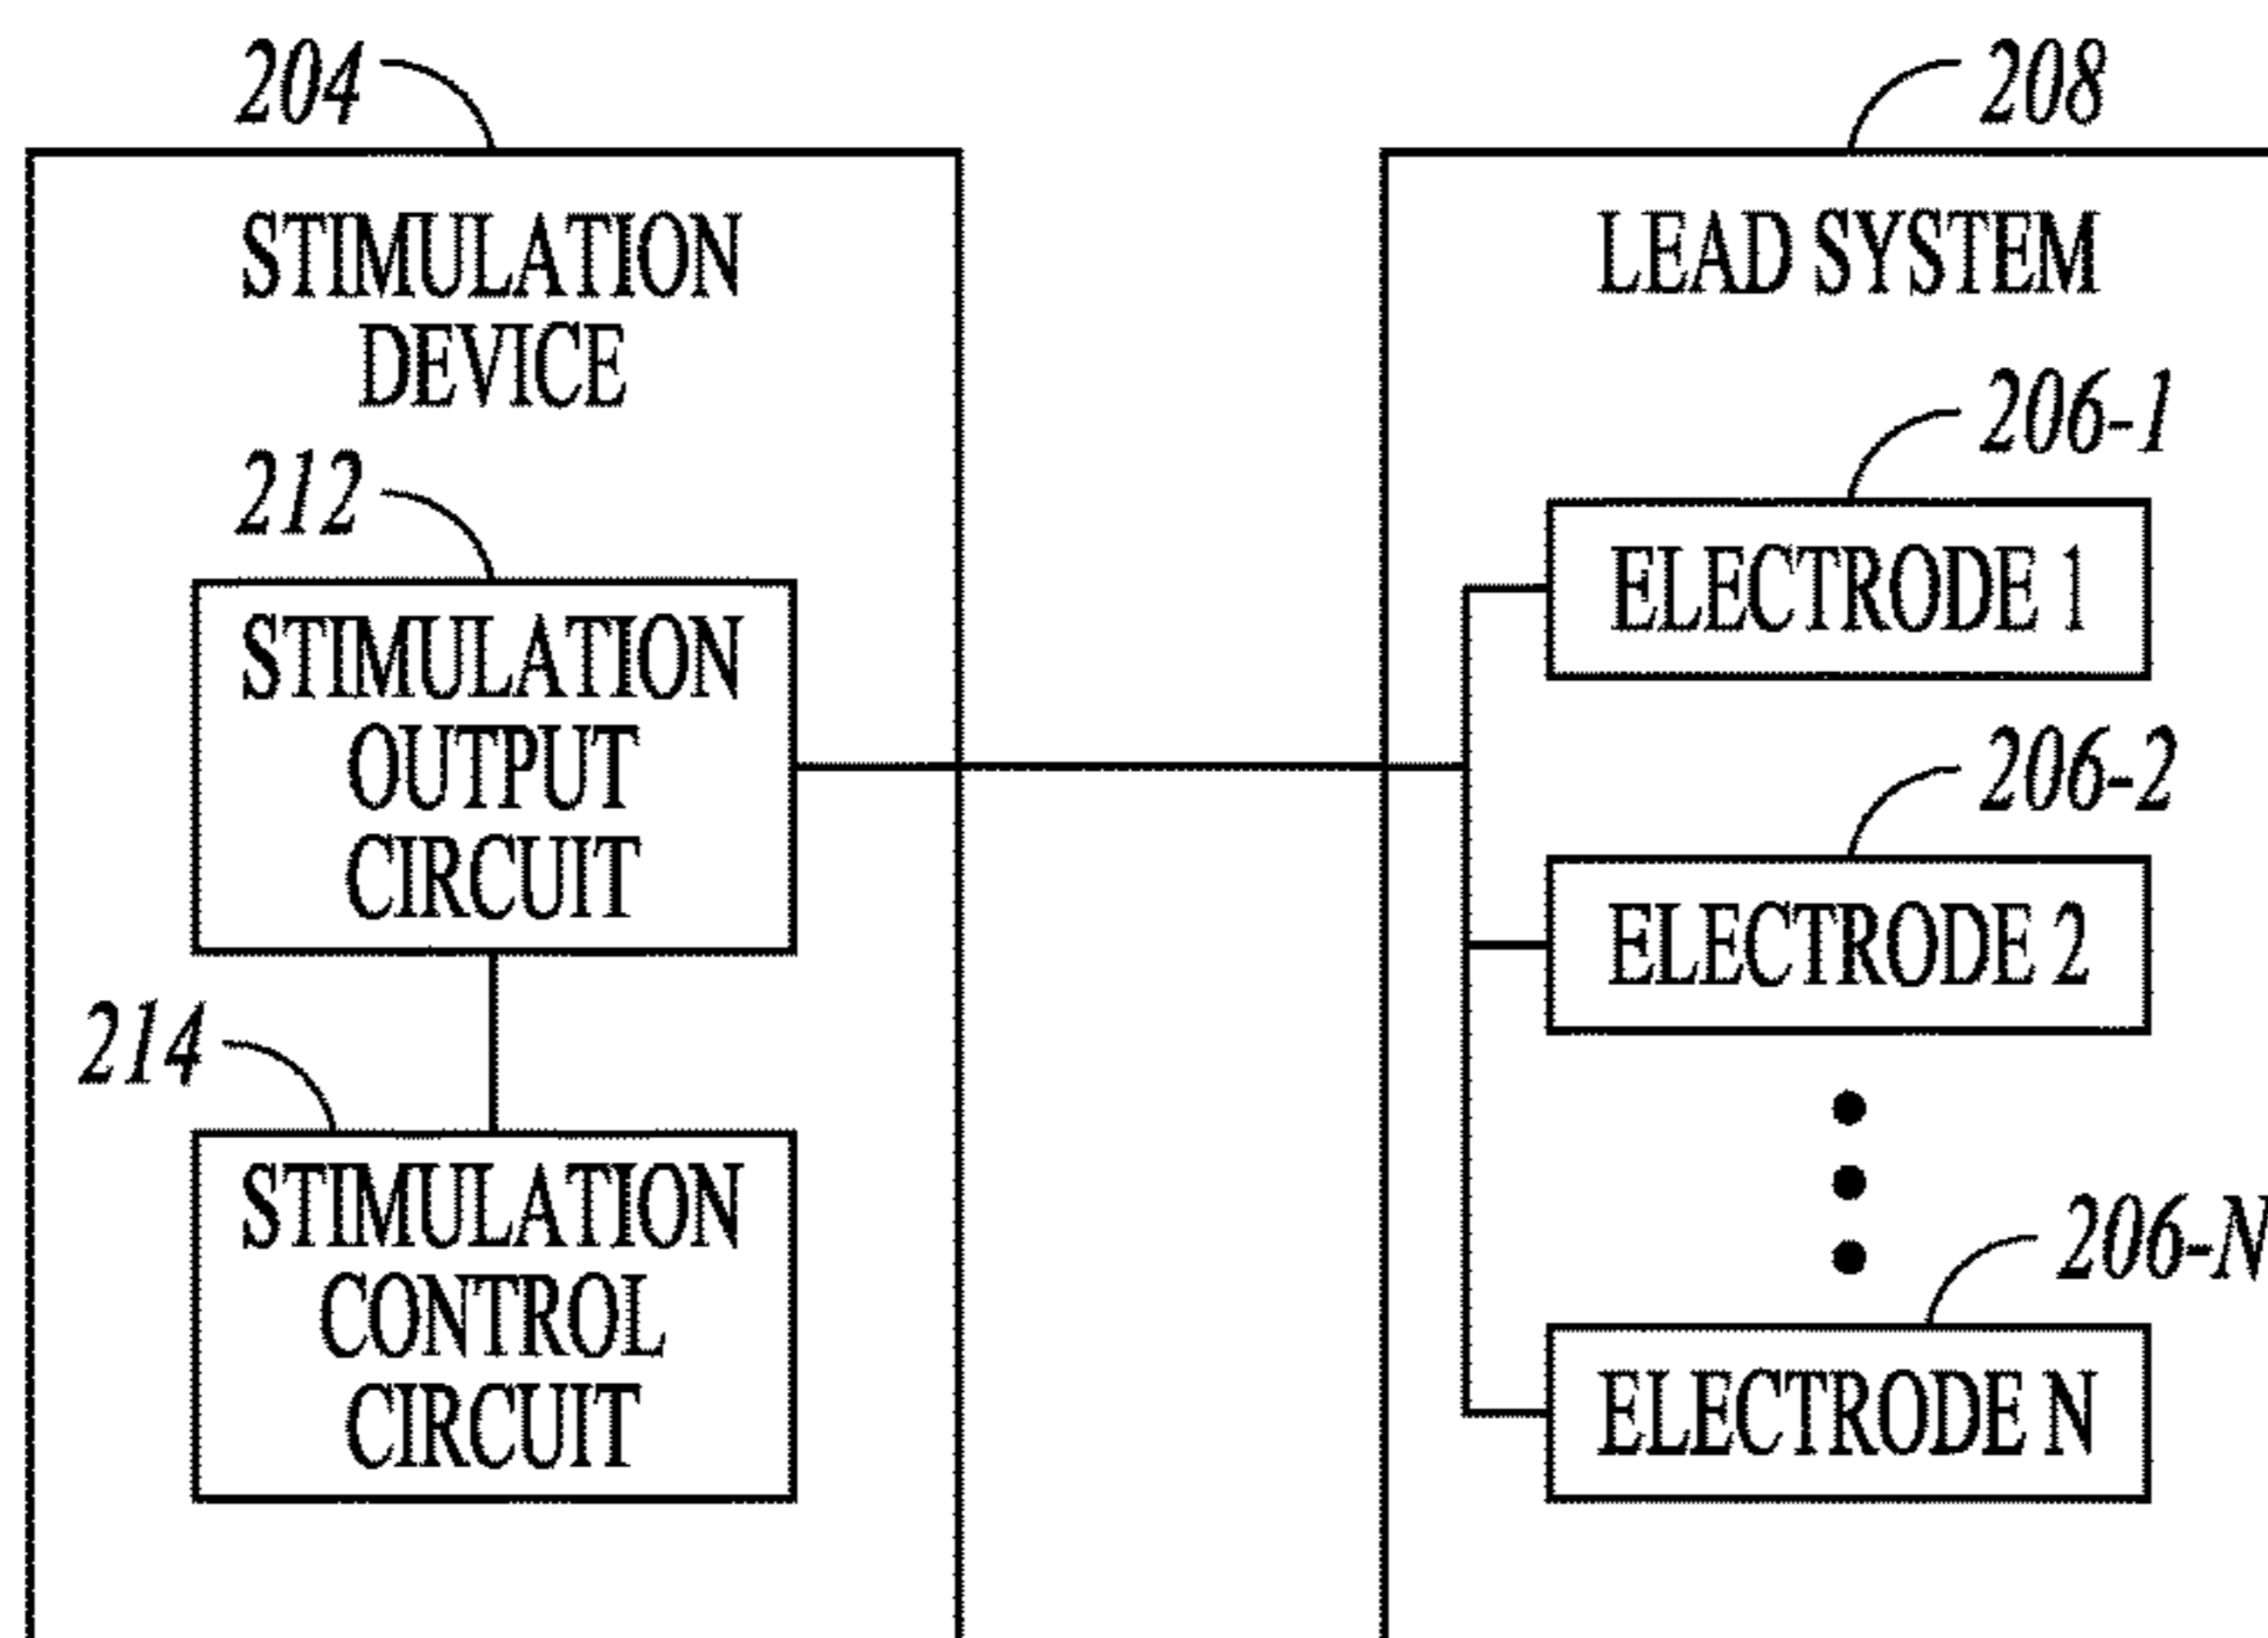 204
STIMULATION
DEVICE
212
STIMULATION
OUTPUT
CIRCUIT
214
STIMULATION
CONTROL
CIRCUIT
208
LEAD SYSTEM
206-1
ELECTRODE 1
206-2
ELECTRODE 2
206-N
ELECTRODE N